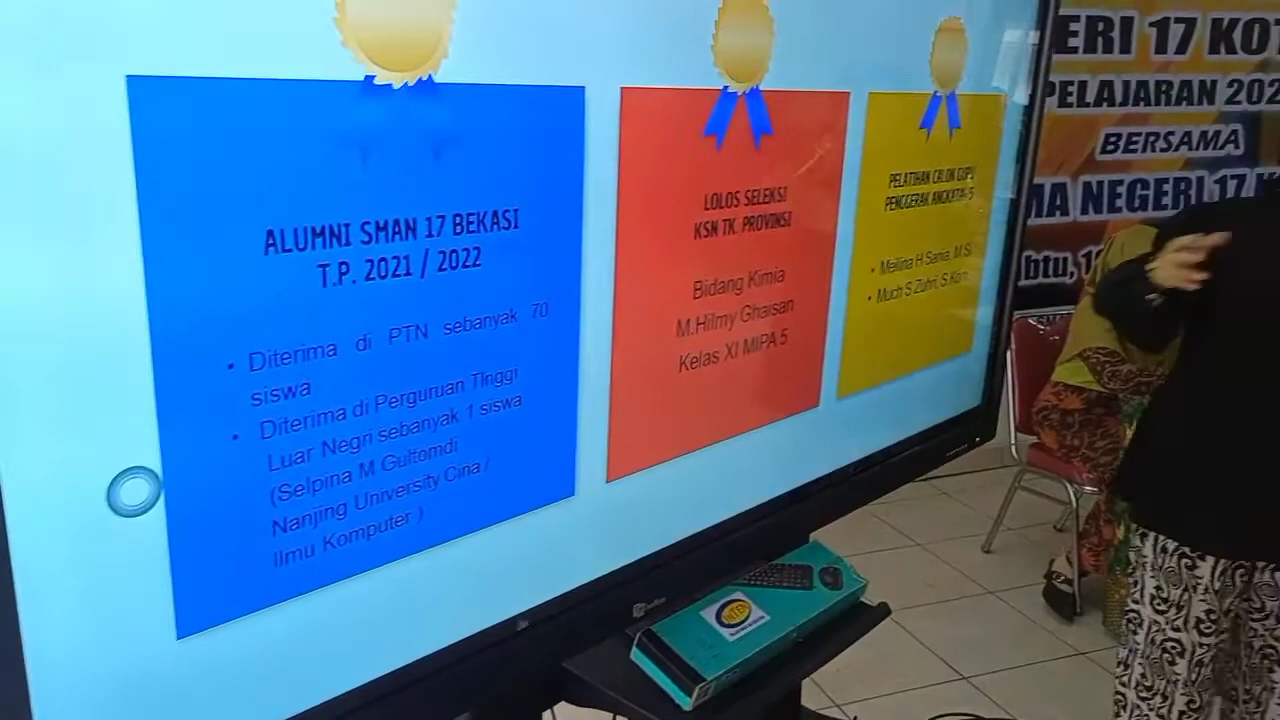 ALUMNI SMAN 17 BEKASI
T.P. 2021 / 2022
• Diterima di PTN sebanyak 70
siswa
• Diterima di Perguruan TInggi
Luar Negri sebanyak 1 siswa
(Selpina M Gultomdi
Nanjing University Cina /
Ilmu Komputer )
LOLOS SELEKSI
KSN TK. PROVINSI
Bidang Kimia
M.Hilmy Ghaisan
Kelas XI MIPA 5
PELATIHAN CALON GURU
PENGGERAK ANGKATAN 5
• Meilina H Sania, M.Si
• Much S Zuhri, S.Kom
ERI 17 KOT
PELAJARAN 202
BERSAMA
MA NEGERI 17 K
btu, 1
INTEN